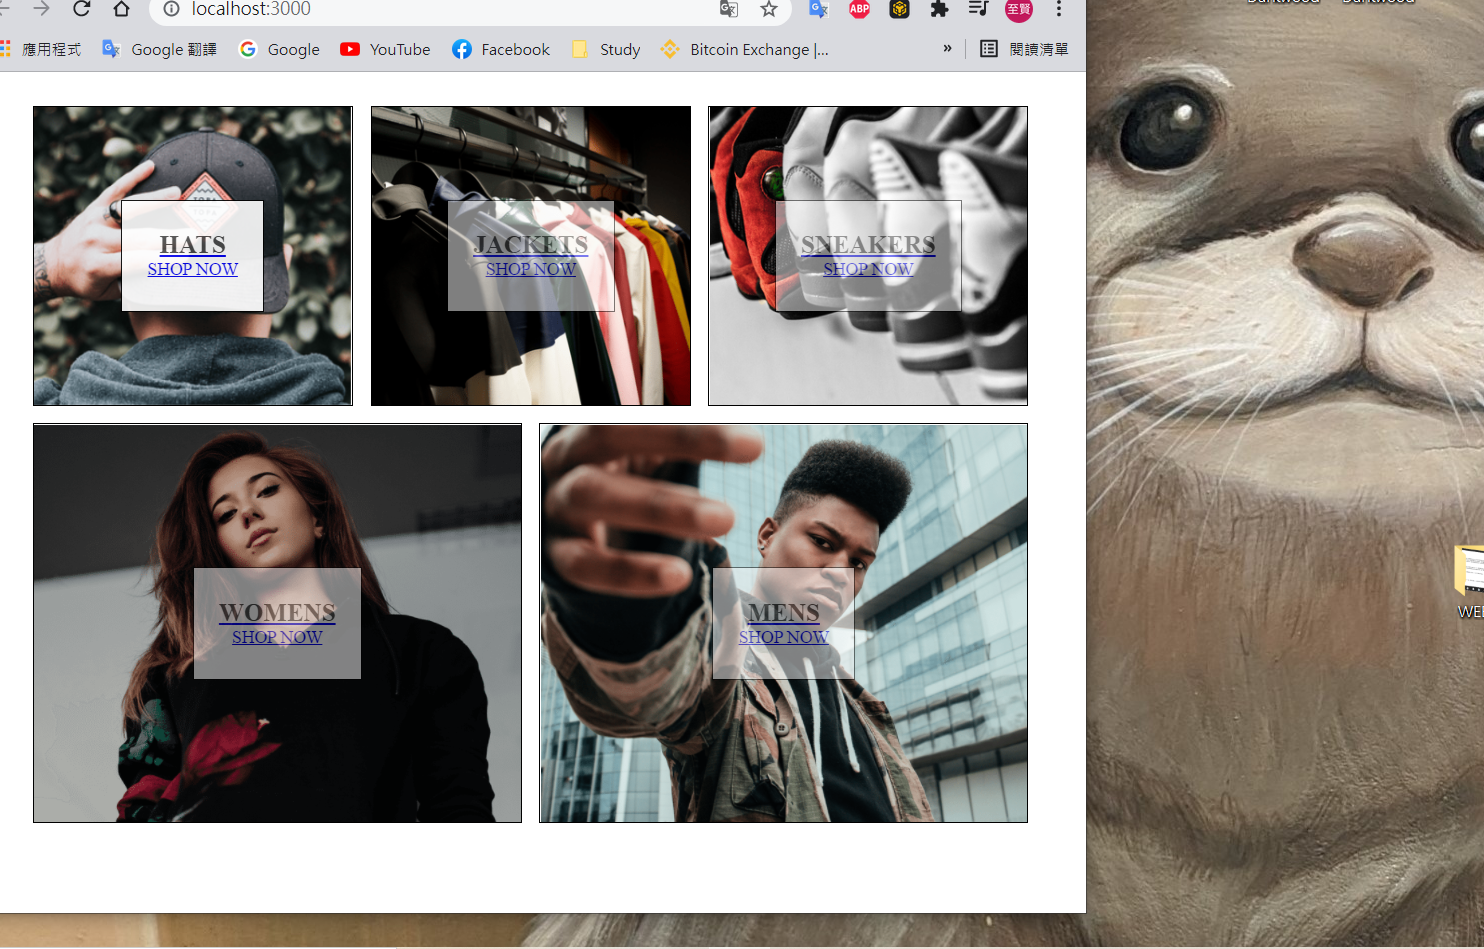 localhost:3000
ABP
至賢
應用程式
Google 翻譯
Google
YouTube
Facebook
Study
Bitcoin Exchange |...
»
閱讀清單
HATS
SHOP NOW
JACKETS
SHOP NOW
SNEAKERS
SHOP NOW
WOMENS
SHOP NOW
MENS
SHOP NOW